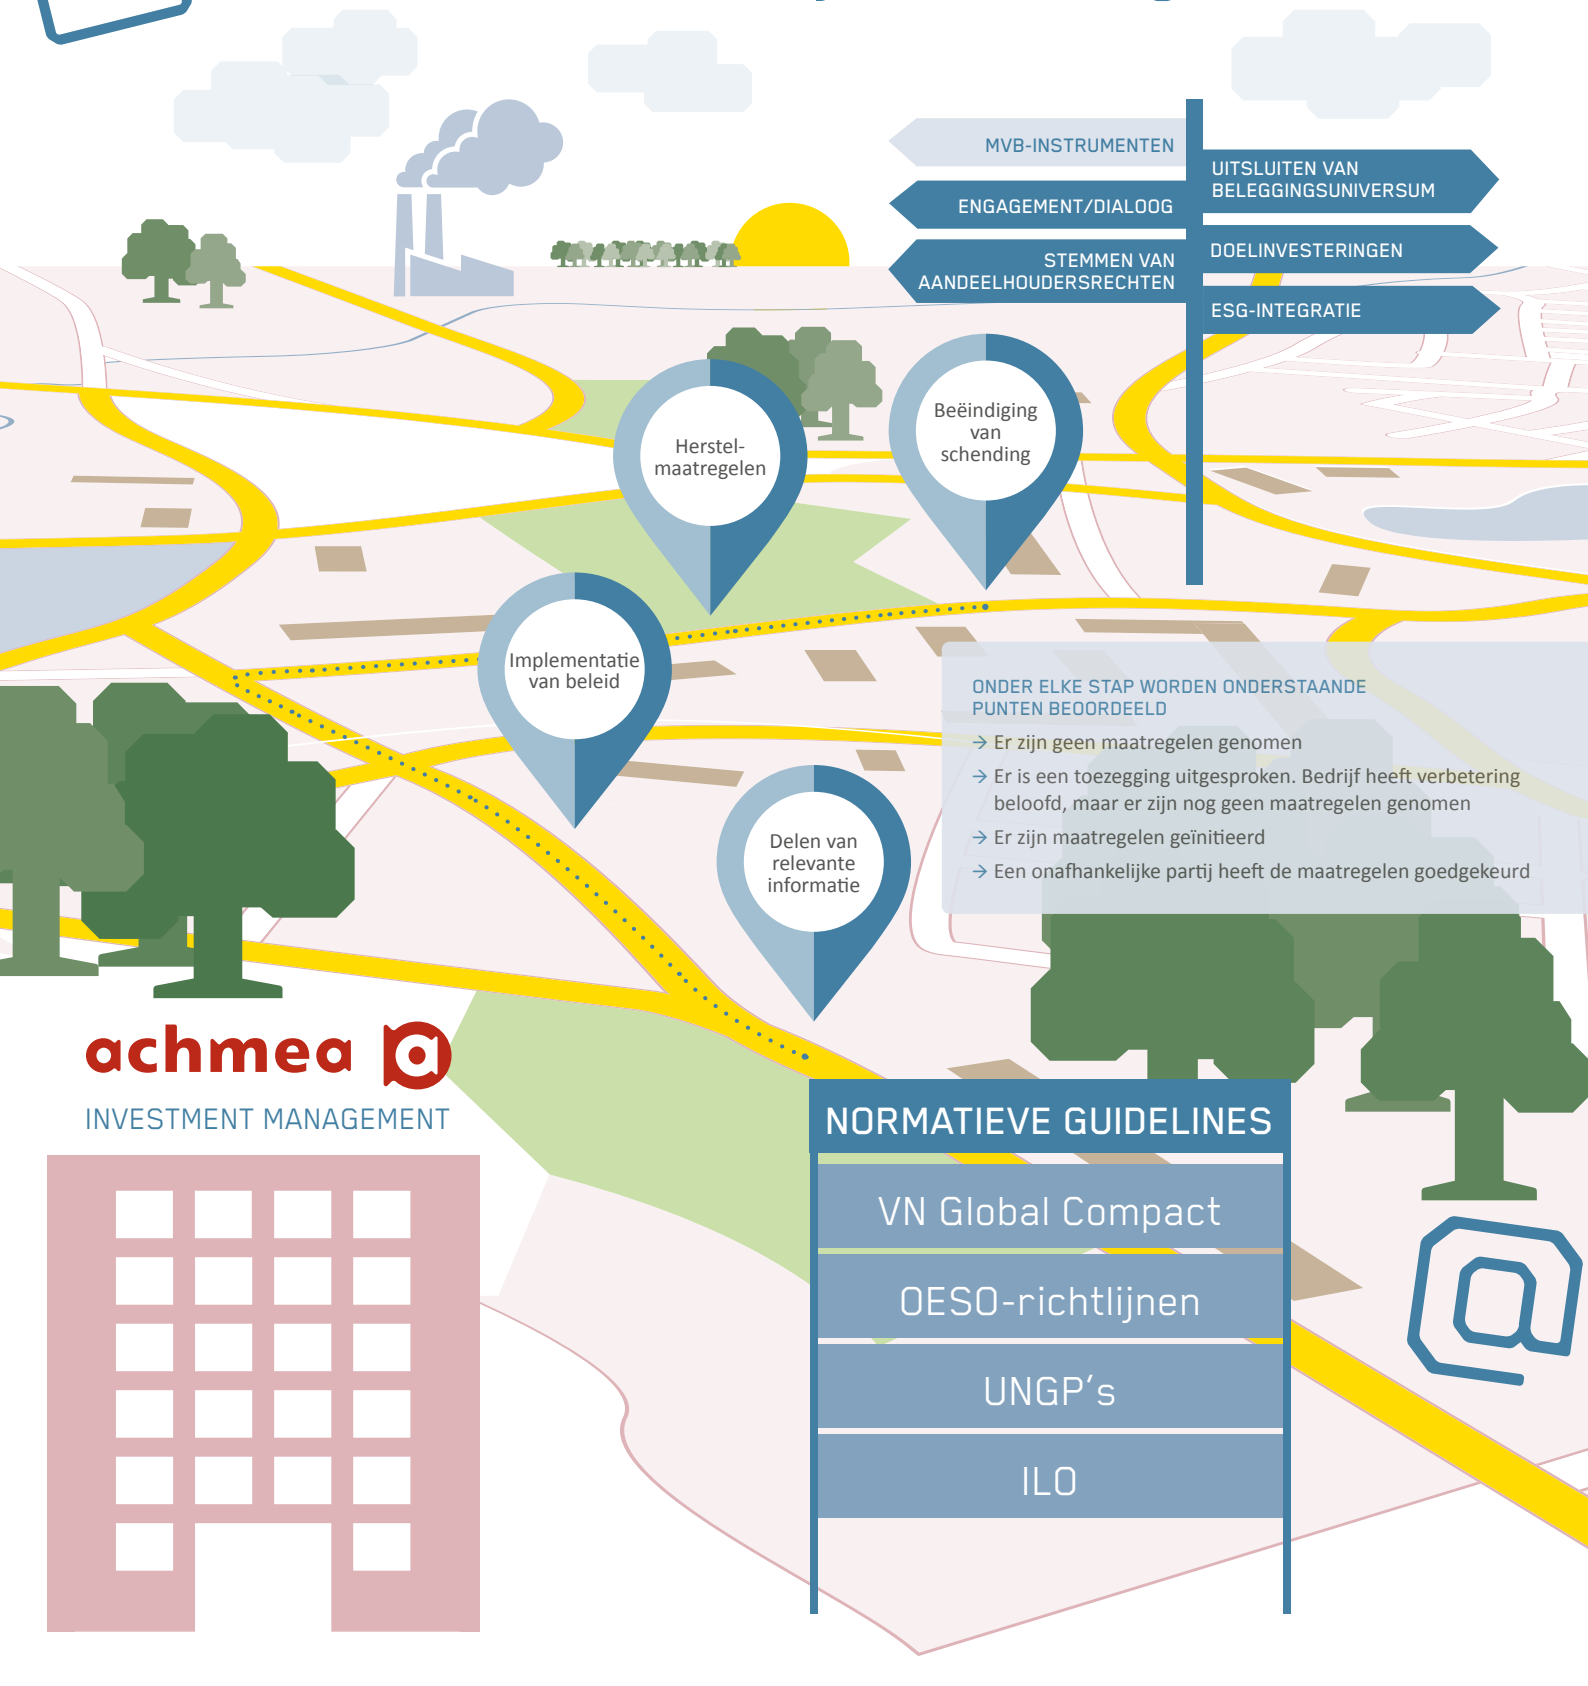 MVB-INSTRUMENTEN
ENGAGEMENT/DIALOOG
STEMMEN VAN
AANDEELHOUDERSRECHTEN
UITSLUITEN VAN
BELEGGINGSUNIVERSUM
DOELINVESTERINGEN
ESG-INTEGRATIE
Beëindiging
van
schending
Herstel-
maatregelen
Implementatie
van beleid
Delen van
relevante
informatie
ONDER ELKE STAP WORDEN ONDERSTAANDE
PUNTEN BEOORDEELD
→ Er zijn geen maatregelen genomen
→ Er is een toezegging uitgesproken. Bedrijf heeft verbetering
beloofd, maar er zijn nog geen maatregelen genomen
→ Er zijn maatregelen geïnitieerd
→ Een onafhankelijke partij heeft de maatregelen goedgekeurd
achmea
INVESTMENT MANAGEMENT
NORMATIEVE GUIDELINES
VN Global Compact
OESO-richtlijnen
UNGP's
ILO
@